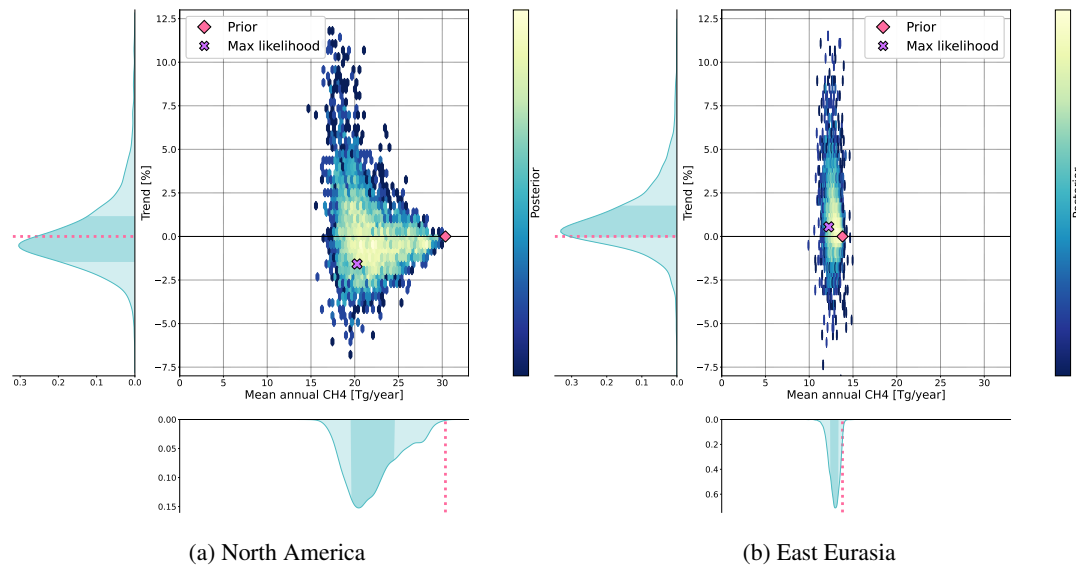 12.5
10.0
7.5
5.0
2.5
0.0
−2.5
−5.0
−7.5
Trend [%]
Prior
Max likelihood
Posterior
0.3 0.2 0.1 0.0
0 5 10 15 20 25 30
Mean annual CH4 [Tg/year]
0.00
0.05
0.10
0.15
(a) North America
12.5
10.0
7.5
5.0
2.5
0.0
−2.5
−5.0
−7.5
Trend [%]
Prior
Max likelihood
Posterior
0.3 0.2 0.1 0.0
0 5 10 15 20 25 30
Mean annual CH4 [Tg/year]
0.0
0.2
0.4
0.6
(b) East Eurasia